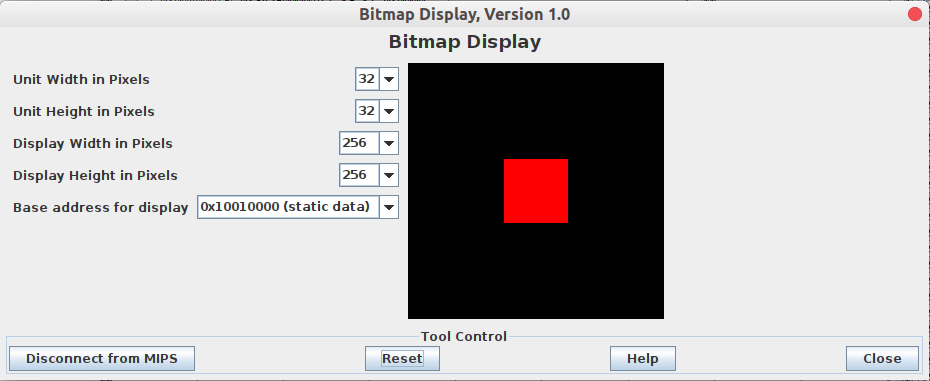 Bitmap Display, Version 1.0
Bitmap Display
Unit Width in Pixels 32
Unit Height in Pixels 32
Display Width in Pixels 256
Display Height in Pixels 256
Base address for display 0x10010000 (static data)
Tool Control
Disconnect from MIPS Reset Help Close